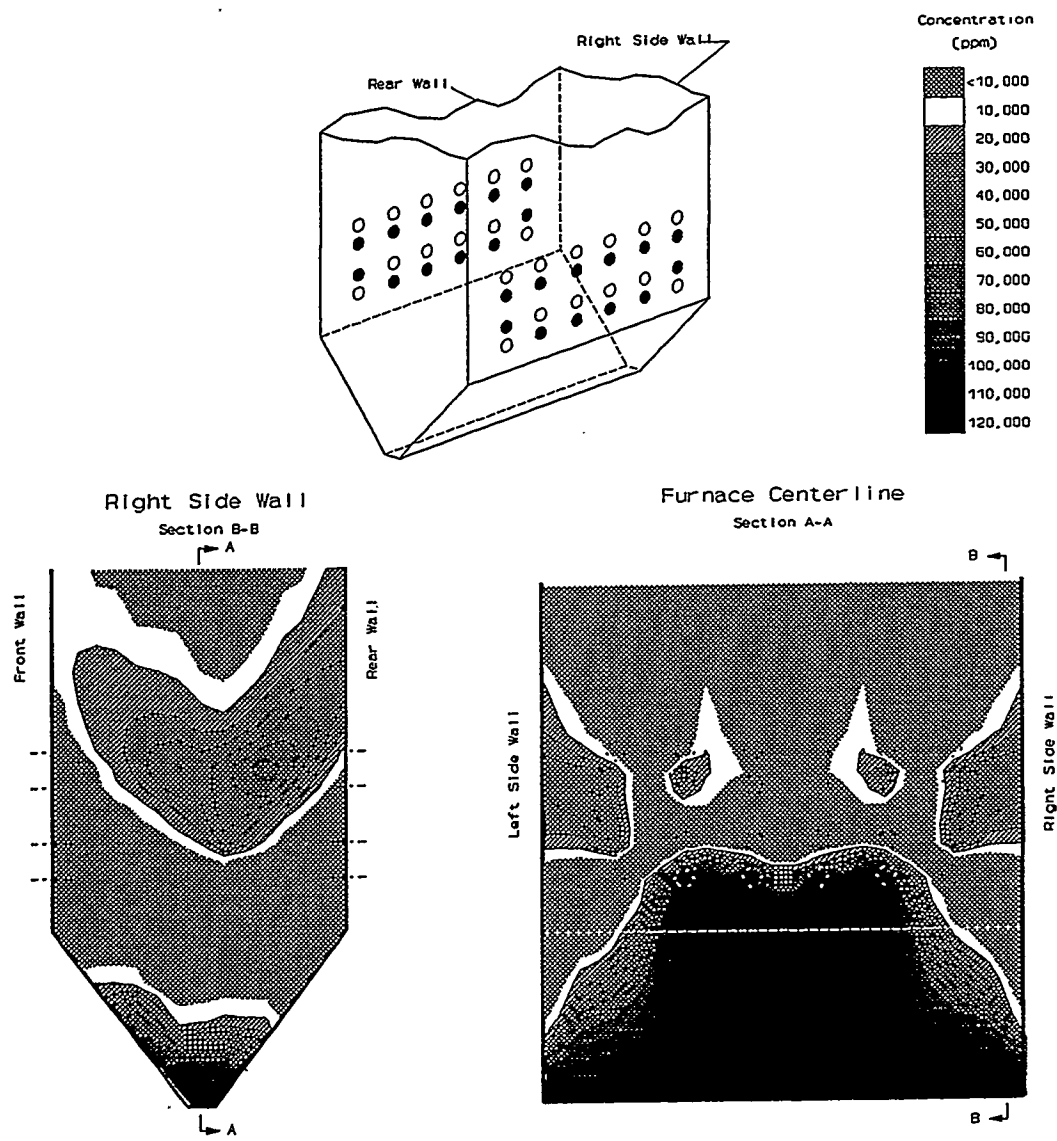 Concentration
(ppm)
Right Side Wall
Rear Wall
<10,000
10,000
20,000
30,000
40,000
50,000
60,000
70,000
80,000
90,000
100,000
110,000
120,000
Right Side Wall
Section B-B
A
Front Wall
Rear Wall
A
Furnace Centerline
Section A-A
B
Left Side Wall
Right Side Wall
B